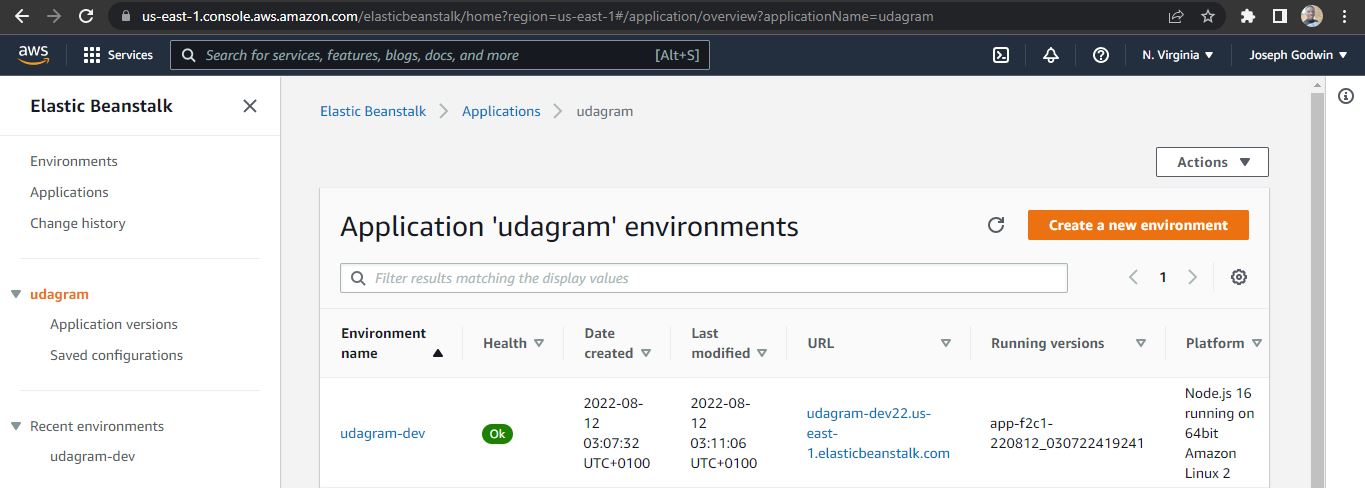 us-east-1.console.aws.amazon.com/elasticbeanstalk/home?region=us-east-1#/application/overview?applicationName=udagram
aws
Services
Search for services, features, blogs, docs, and more
[Alt+S]
N. Virginia
Joseph Godwin
Elastic Beanstalk
Environments
Applications
Change history
udagram
Application versions
Saved configurations
Recent environments
udagram-dev
Elastic Beanstalk
Applications
udagram
Actions
Application 'udagram' environments
Create a new environment
Filter results matching the display values
1
Environment
name
Health
Date
created
Last
modified
URL
Running versions
Platform
udagram-dev
Ok
2022-08-
12
03:07:32
UTC+0100
2022-08-
12
03:11:06
UTC+0100
udagram-dev22.us-
east-
1.elasticbeanstalk.com
app-f2c1-
220812_030722419241
Node.js 16
running on
64bit
Amazon
Linux 2